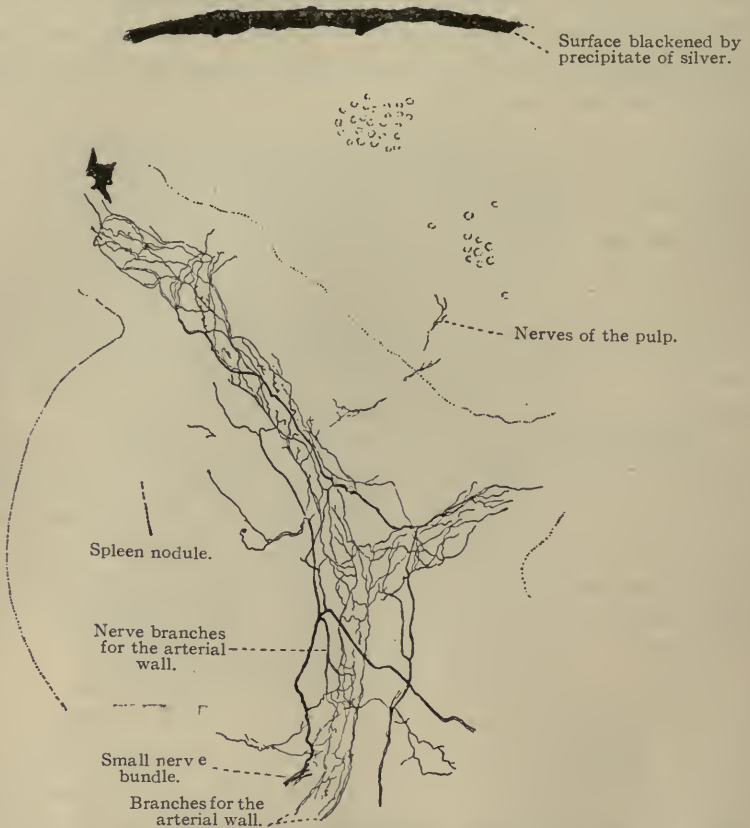 Surface blackened by
precipitate of silver.
Nerves of the pulp.
Spleen nodule.
Nerve branches
for the arterial
wall.
Small nerve
bundle.
Branches for the
arterial wall.